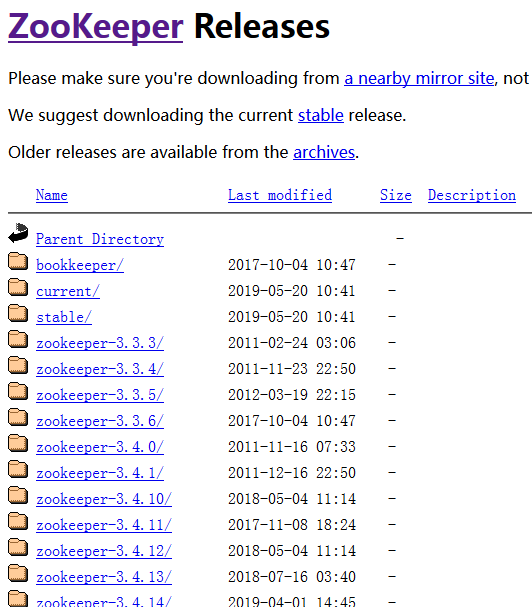 ZooKeeper Releases
Please make sure you're downloading from a nearby mirror site, not
We suggest downloading the current stable release.
Older releases are available from the archives.
Name Last modified Size Description
Parent Directory -
bookkeeper/ 2017-10-04 10:47 -
current/ 2019-05-20 10:41 -
stable/ 2019-05-20 10:41 -
zookeeper-3.3.3/ 2011-02-24 03:06 -
zookeeper-3.3.4/ 2011-11-23 22:50 -
zookeeper-3.3.5/ 2012-03-19 22:15 -
zookeeper-3.3.6/ 2017-10-04 10:47 -
zookeeper-3.4.0/ 2011-11-16 07:33 -
zookeeper-3.4.1/ 2011-12-16 22:50 -
zookeeper-3.4.10/ 2018-05-04 11:14 -
zookeeper-3.4.11/ 2017-11-08 18:24 -
zookeeper-3.4.12/ 2018-05-04 11:14 -
zookeeper-3.4.13/ 2018-07-16 03:40 -
zookeeper-3.4.14/ 2019-04-01 14:45 -